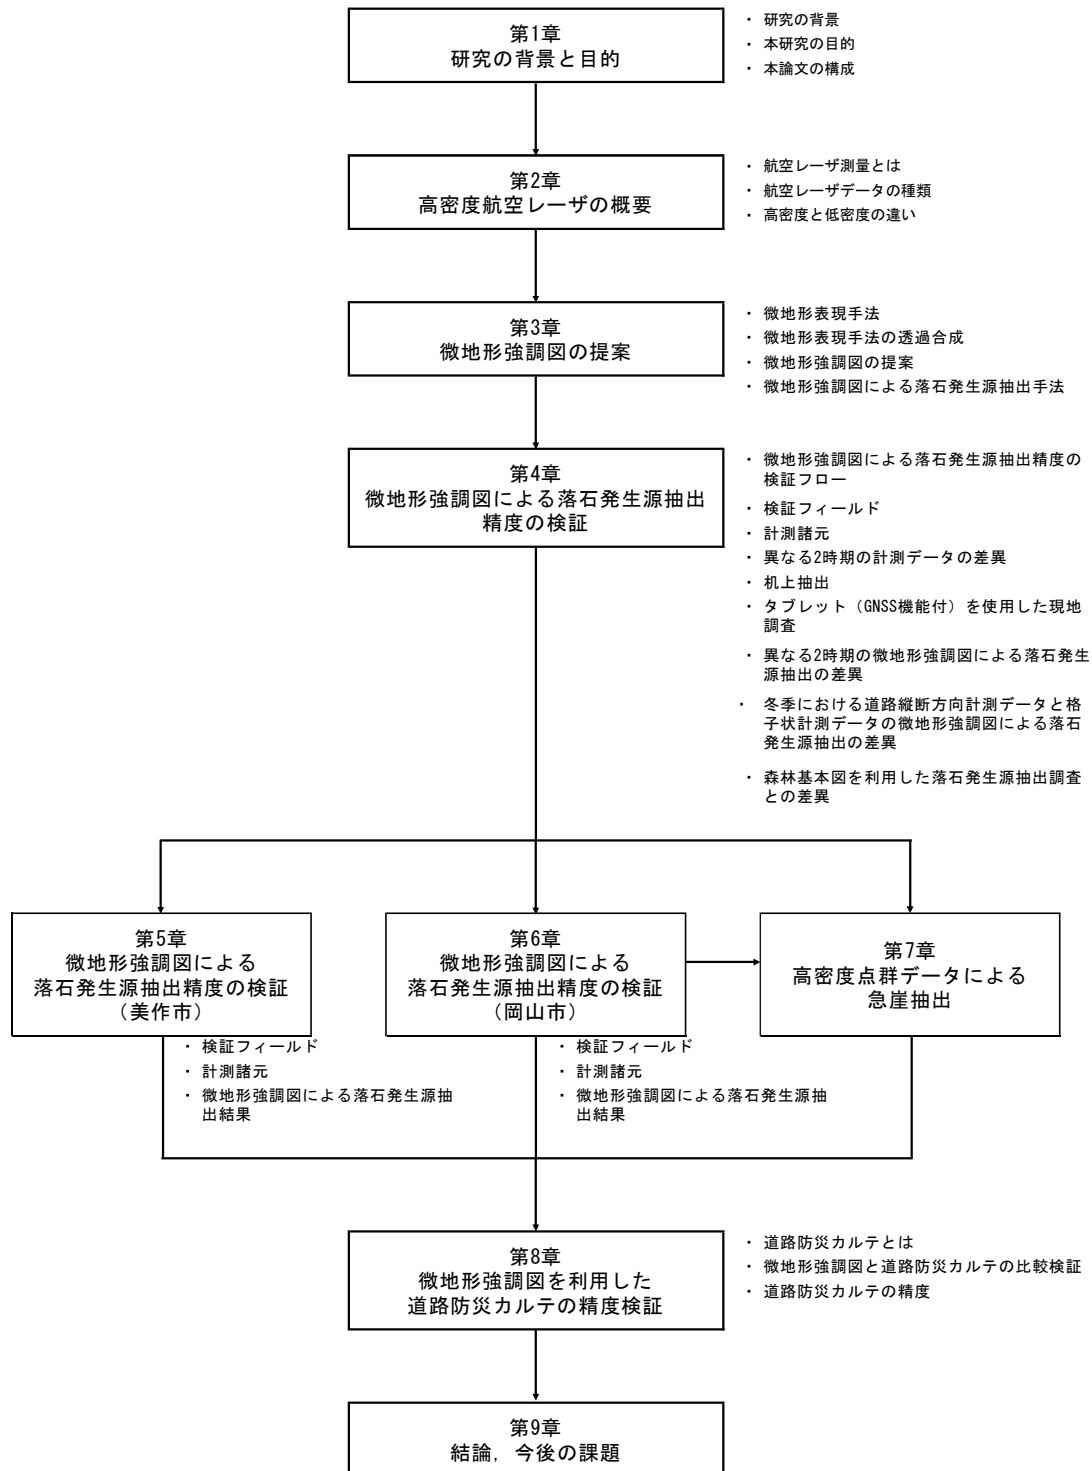 第1章
研究の背景と目的
・ 研究の背景
・ 本研究の目的
・ 本論文の構成
第2章
高密度航空レーザの概要
・ 航空レーザ測量とは
・ 航空レーザデータの種類
・ 高密度と低密度の違い
第3章
微地形強調図の提案
・ 微地形表現手法
・ 微地形表現手法の透過合成
・ 微地形強調図の提案
・ 微地形強調図による落石発生源抽出手法
第4章
微地形強調図による落石発生源抽出
精度の検証
・ 微地形強調図による落石発生源抽出精度の
検証フロー
・ 検証フィールド
・ 計測諸元
・ 異なる2時期の計測データの差異
・ 机上抽出
・ タブレット（GNSS機能付）を使用した現地
調査
・ 異なる2時期の微地形強調図による落石発生
源抽出の差異
・ 冬季における道路縦断方向計測データと格
子状計測データの微地形強調図による落石
発生源抽出の差異
・ 森林基本図を利用した落石発生源抽出調査
との差異
第5章
微地形強調図による
落石発生源抽出精度の検証
（美作市）
・ 検証フィールド
・ 計測諸元
・ 微地形強調図による落石発生源抽
出結果
第6章
微地形強調図による
落石発生源抽出精度の検証
（岡山市）
・ 検証フィールド
・ 計測諸元
・ 微地形強調図による落石発生源抽
出結果
第7章
高密度点群データによる
急崖抽出
第8章
微地形強調図を利用した
道路防災カルテの精度検証
・ 道路防災カルテとは
・ 微地形強調図と道路防災カルテの比較検証
・ 道路防災カルテの精度
第9章
結論，今後の課題